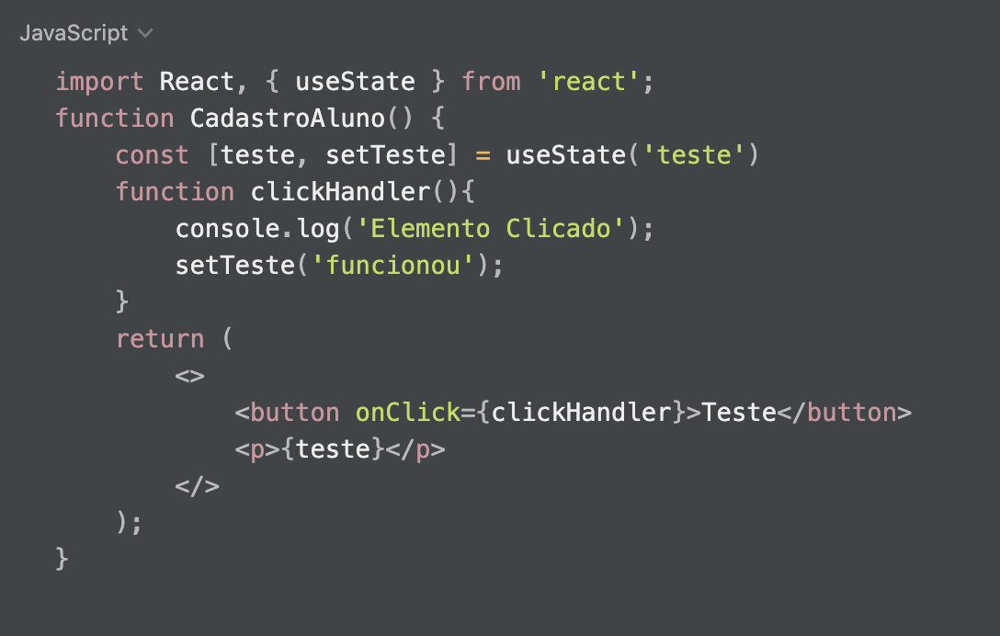 JavaScript
import React, { useState } from 'react';
function CadastroAluno() {
    const [teste, setTeste] = useState('teste')
    function clickHandler(){
        console.log('Elemento Clicado');
        setTeste('funcionou');
    }
    return (
        <>
            <button onClick={clickHandler}>Teste</button>
            <p>{teste}</p>
        </>
    );
}